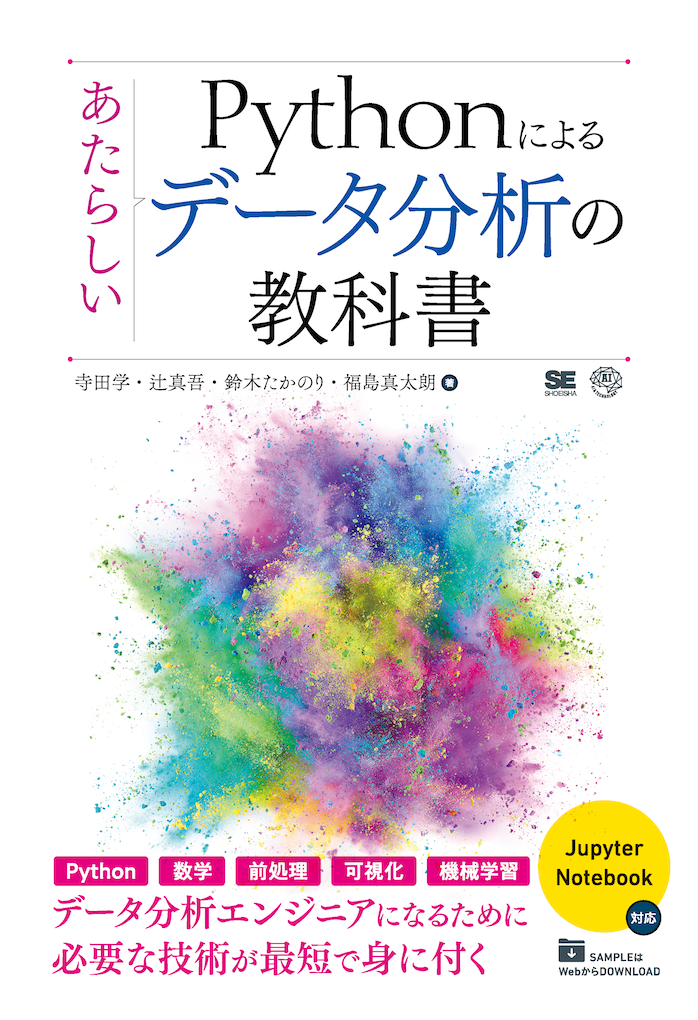 あたらしい
Pythonによる
データ分析の
教科書
寺田学・辻真吾・鈴木たかのり・福島真太朗 著
SE
SHOEISHA
AI
& TECHNOLOGY
Python
数学
前処理
可視化
機械学習
Jupyter
Notebook
対応
データ分析エンジニアになるために
必要な技術が最短で身に付く
SAMPLEは
WebからDOWNLOAD